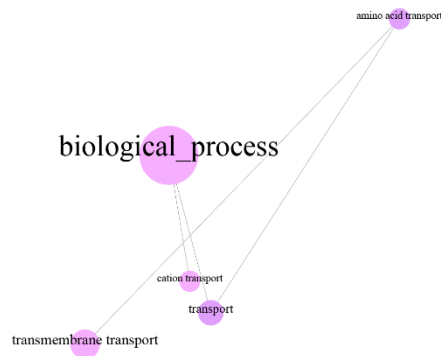 amino acid transport
biological_process
cation transport
transport
transmembrane transport